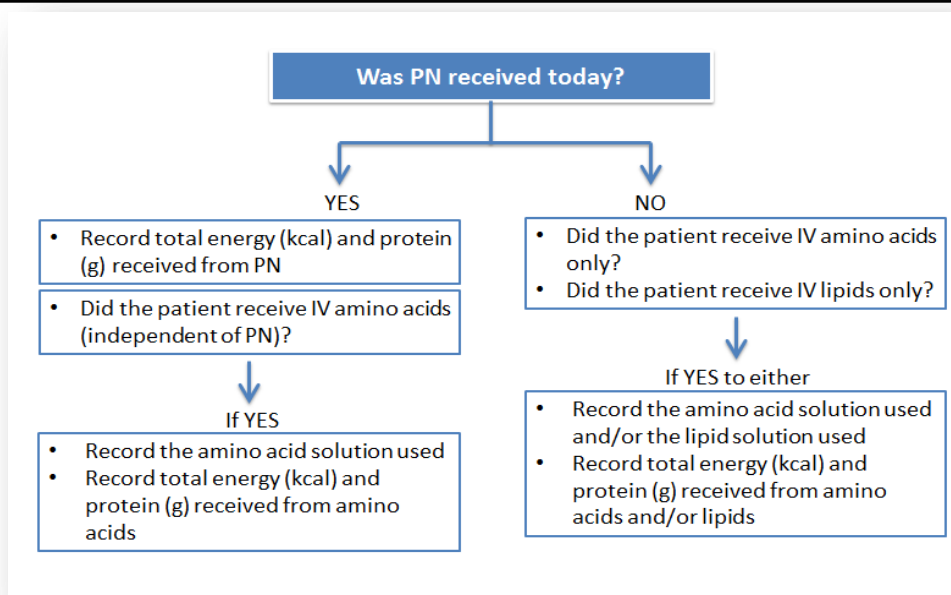 Was PN received today?
YES
• Record total energy (kcal) and protein
(g) received from PN
• Did the patient receive IV amino acids
(independent of PN)?
If YES
• Record the amino acid solution used
• Record total energy (kcal) and
protein (g) received from amino
acids
NO
• Did the patient receive IV amino acids
only?
• Did the patient receive IV lipids only?
If YES to either
• Record the amino acid solution used
and/or the lipid solution used
• Record total energy (kcal) and
protein (g) received from amino
acids and/or lipids